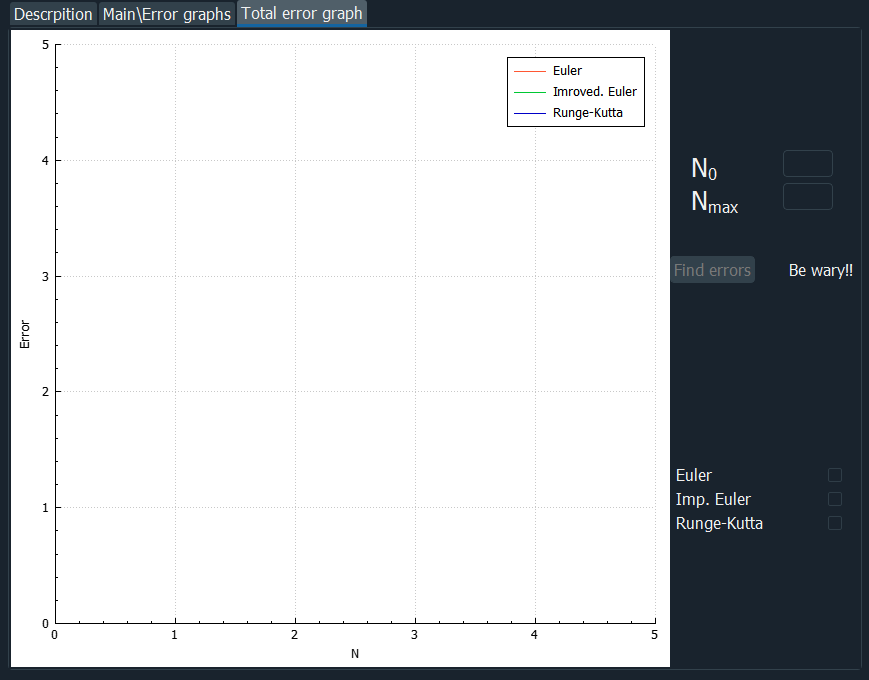 Descrpition Main\Error graphs Total error graph
5
4
3
2
1
0
Error
0 1 2 3 4 5
N
Euler
Imroved. Euler
Runge-Kutta
N₀
Nmax
Find errors Be wary!!
Euler
Imp. Euler
Runge-Kutta